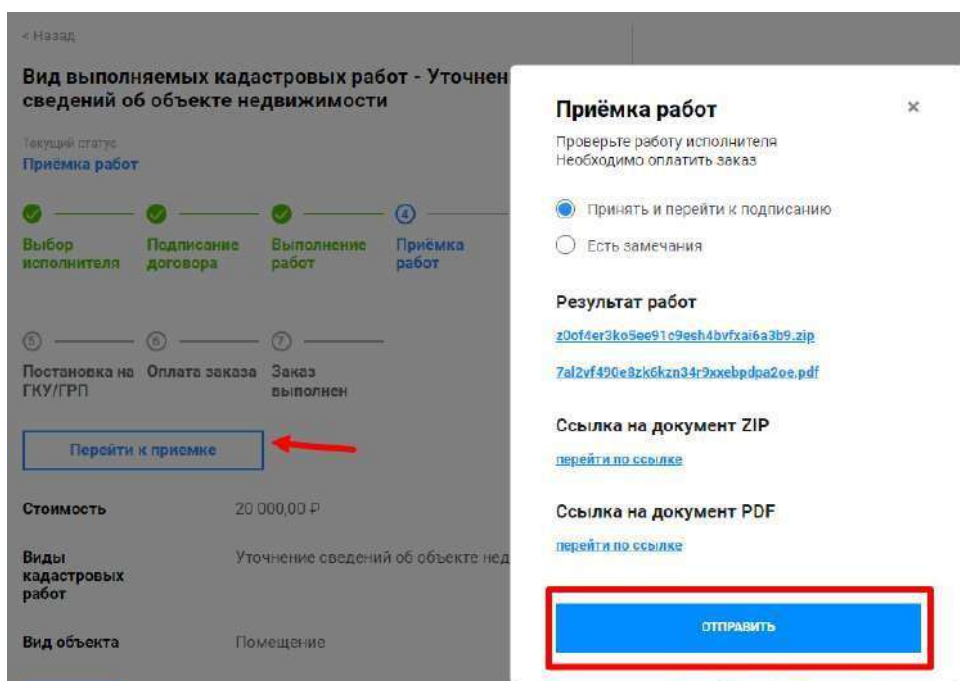 < Назад
Вид выполняемых кадастровых работ - Уточнен
сведений об объекте недвижимости
Текущий статус
Приёмка работ
4
Выбор исполнителя
Подписание договора
Выполнение работ
Приёмка работ
5
6
7
Постановка на ГКУ/ГРП
Оплата заказа
Заказ выполнен
Перейти к приемке
Стоимость
20 000,00 ₽
Виды кадастровых работ
Уточнение сведений об объекте нед
Вид объекта
Помещение
Приёмка работ
×
Проверьте работу исполнителя
Необходимо оплатить заказ
Принять и перейти к подписанию
Есть замечания
Результат работ
z0of4er3ko5ee91c9esh4bvfxai6a3b9.zip
7al2vf490e8zk6kzn34r9xxebpdpa2oe.pdf
Ссылка на документ ZIP
перейти по ссылке
Ссылка на документ PDF
перейти по ссылке
ОТПРАВИТЬ